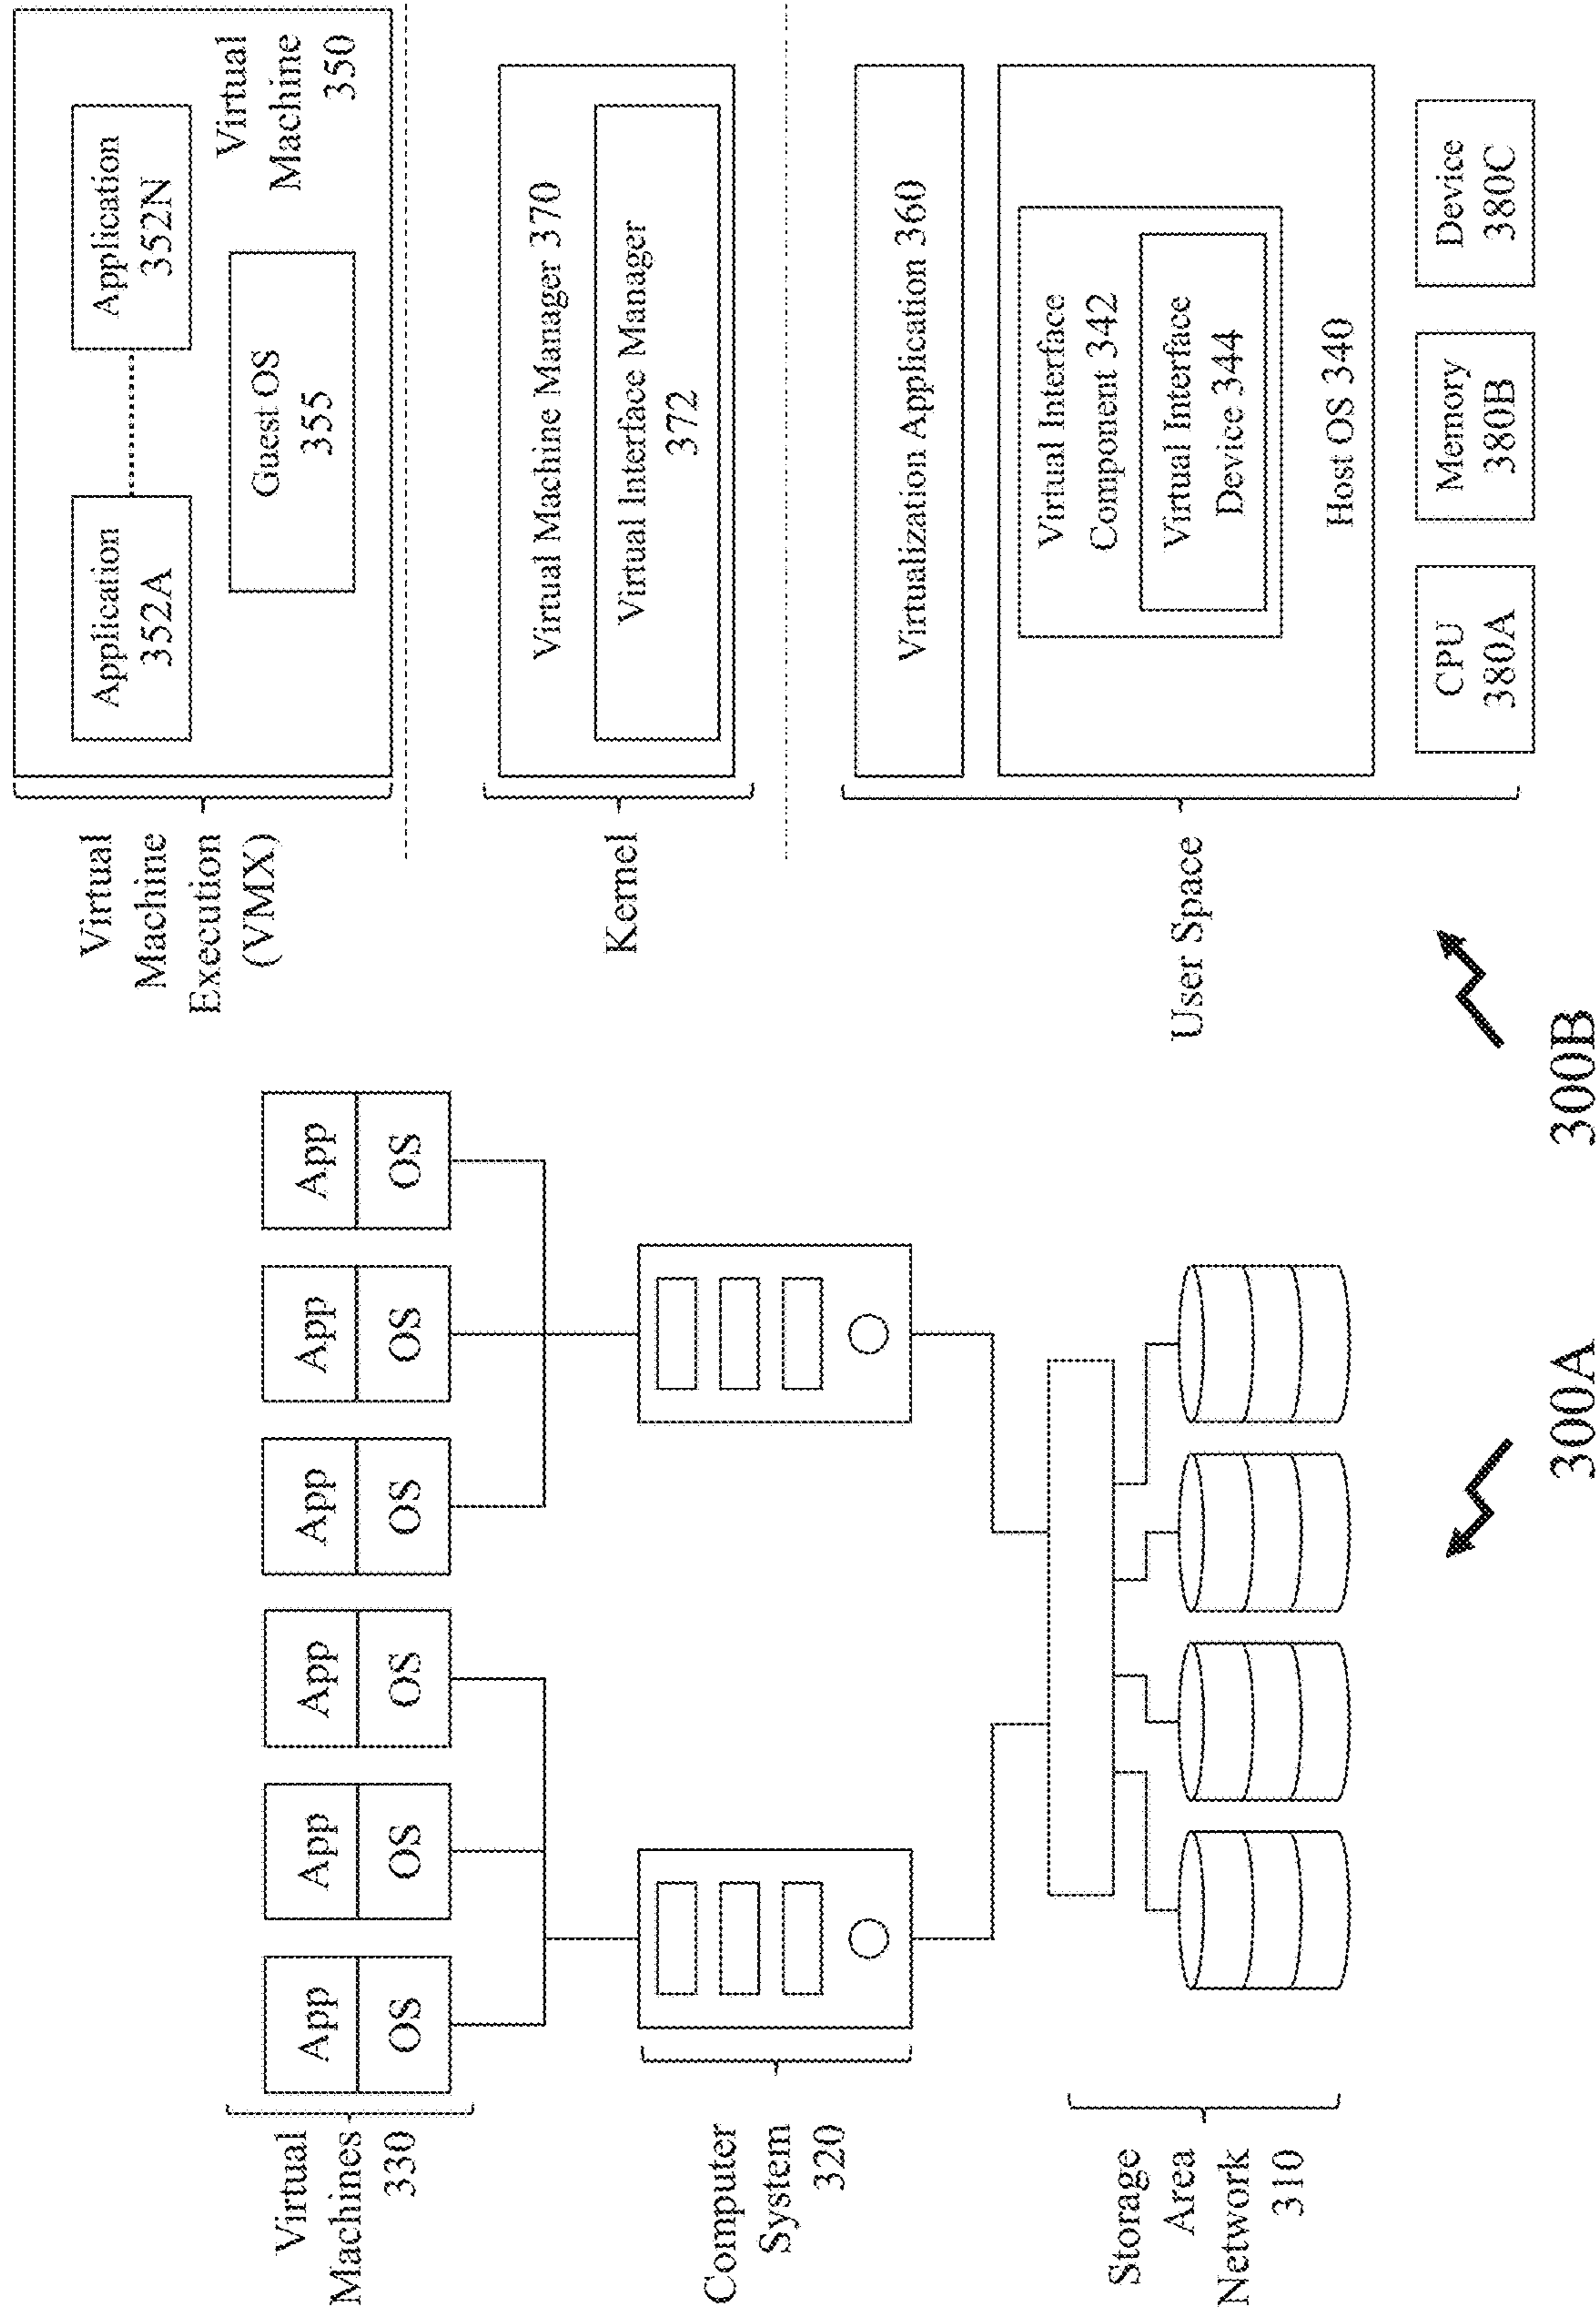 Virtual
Machines
330
App
OS
App
OS
App
OS
App
OS
App
OS
App
OS
Computer
System
320
Storage
Area
Network
310
300A
Virtual
Machine
Execution
(VMX)
Application
352A
Application
352N
Guest OS
355
Virtual
Machine
350
Kernel
Virtual Machine Manager 370
Virtual Interface Manager
372
User Space
Virtualization Application 360
Virtual Interface
Component 342
Virtual Interface
Device 344
Host OS 340
CPU
380A
Memory
380B
Device
380C
300B